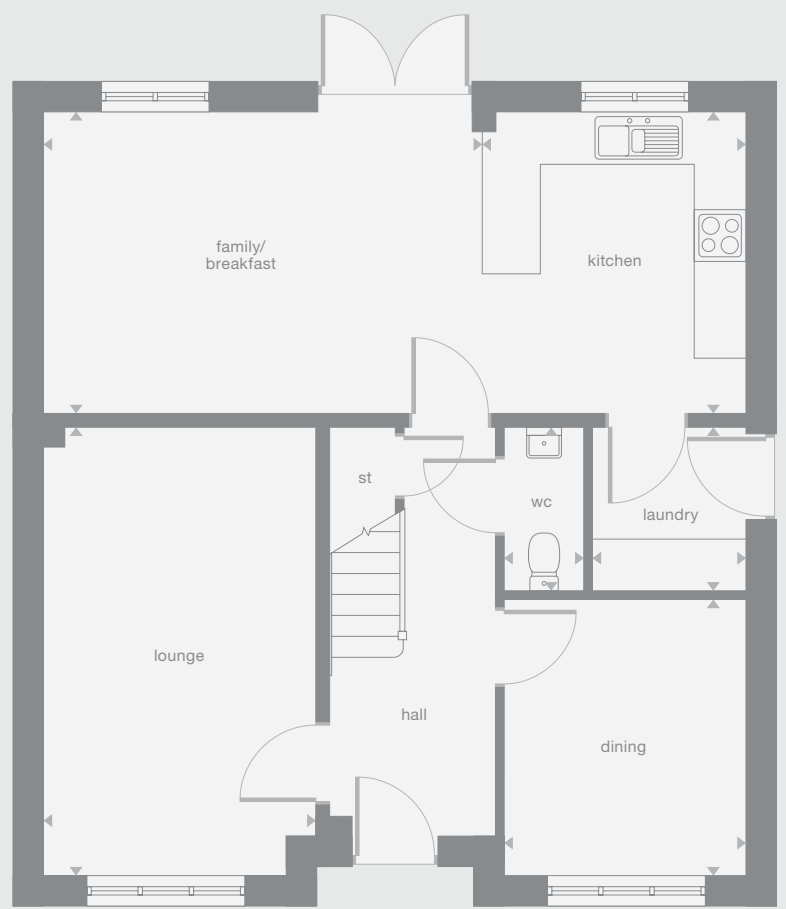 family/
breakfast
kitchen
st
wc
laundry
lounge
hall
dining